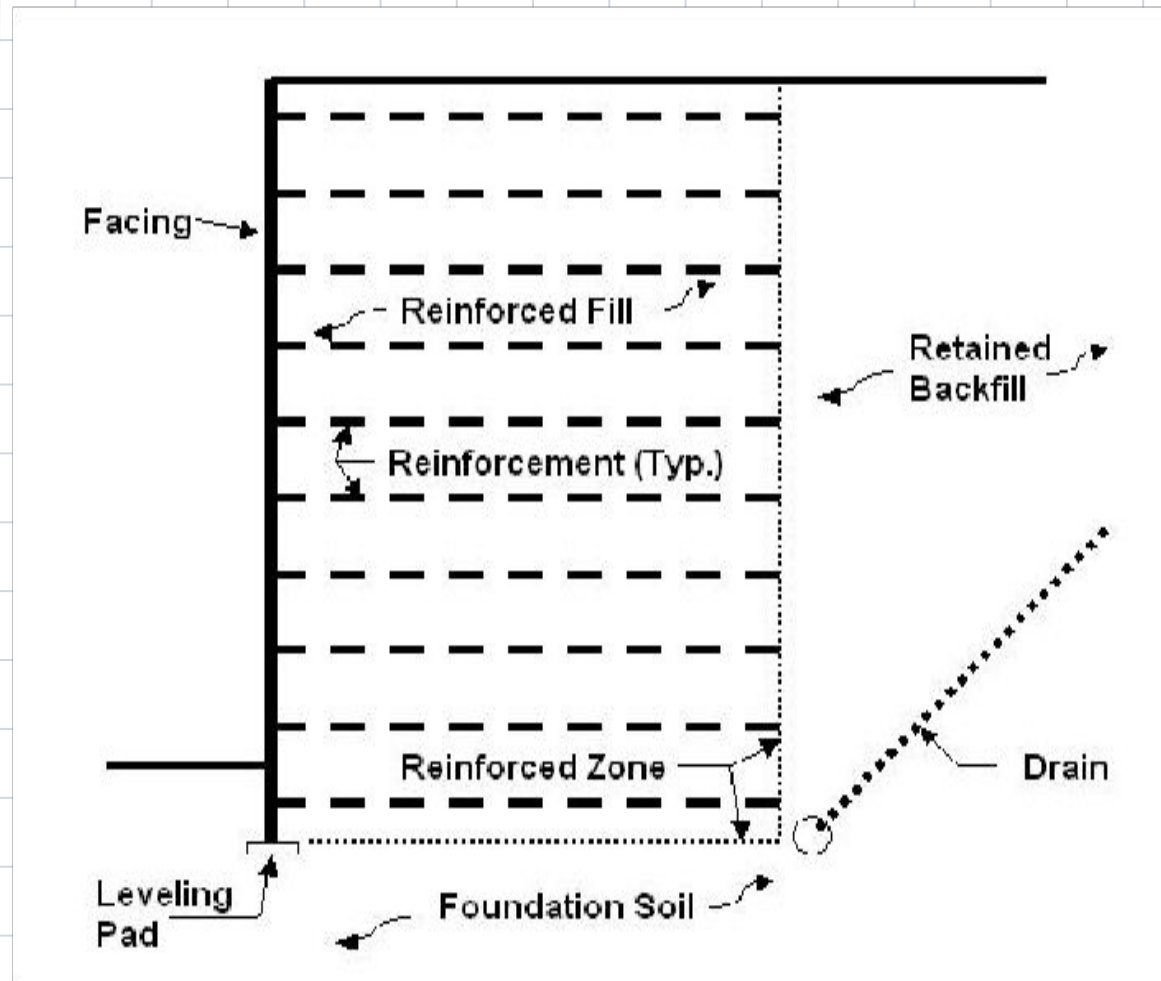 Facing
Reinforced Fill
Retained
Backfill
Reinforcement (Typ.)
Reinforced Zone
Drain
Leveling
Pad
Foundation Soil